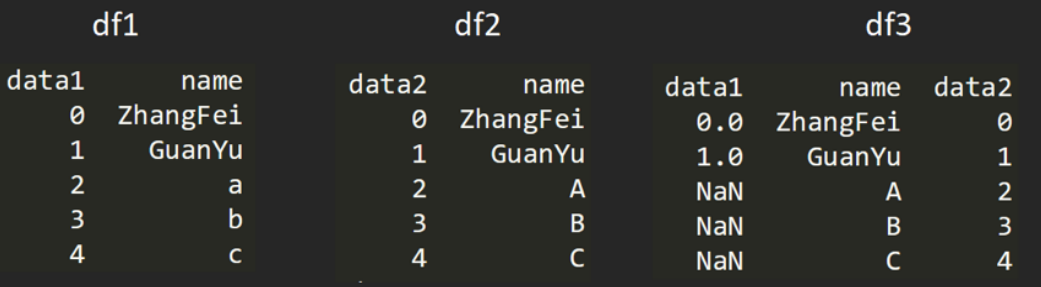 df1 df2 df3
data1 name data2 name data1 name data2
0 ZhangFei 0 ZhangFei 0.0 ZhangFei 0
1 GuanYu 1 GuanYu 1.0 GuanYu 1
2 a 2 A NaN A 2
3 b 3 B NaN B 3
4 c 4 C NaN C 4